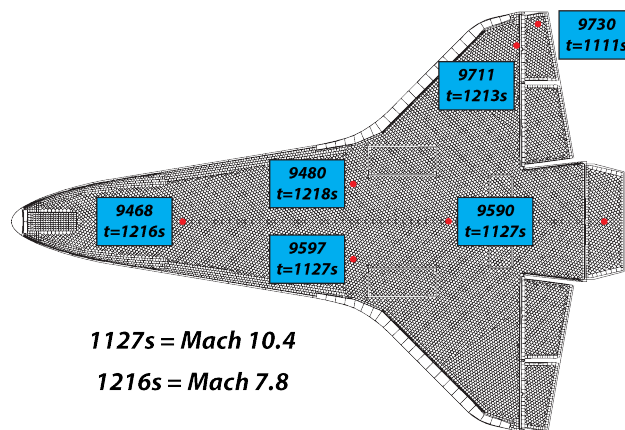 9730
t=1111s
9711
t=1213s
9480
t=1218s
9468
t=1216s
9590
t=1127s
9597
t=1127s
1127s = Mach 10.4
1216s = Mach 7.8